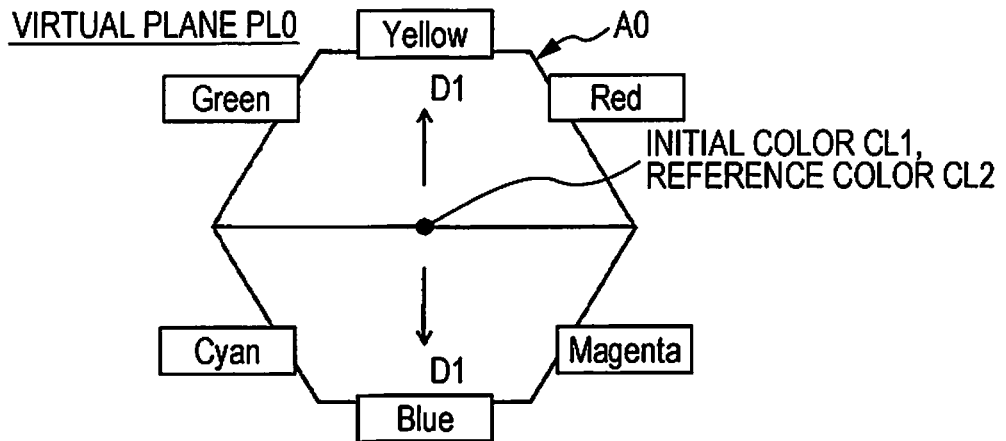 VIRTUAL PLANE PL0
Yellow
A0
Green
D1
Red
INITIAL COLOR CL1,
REFERENCE COLOR CL2
Cyan
D1
Magenta
Blue